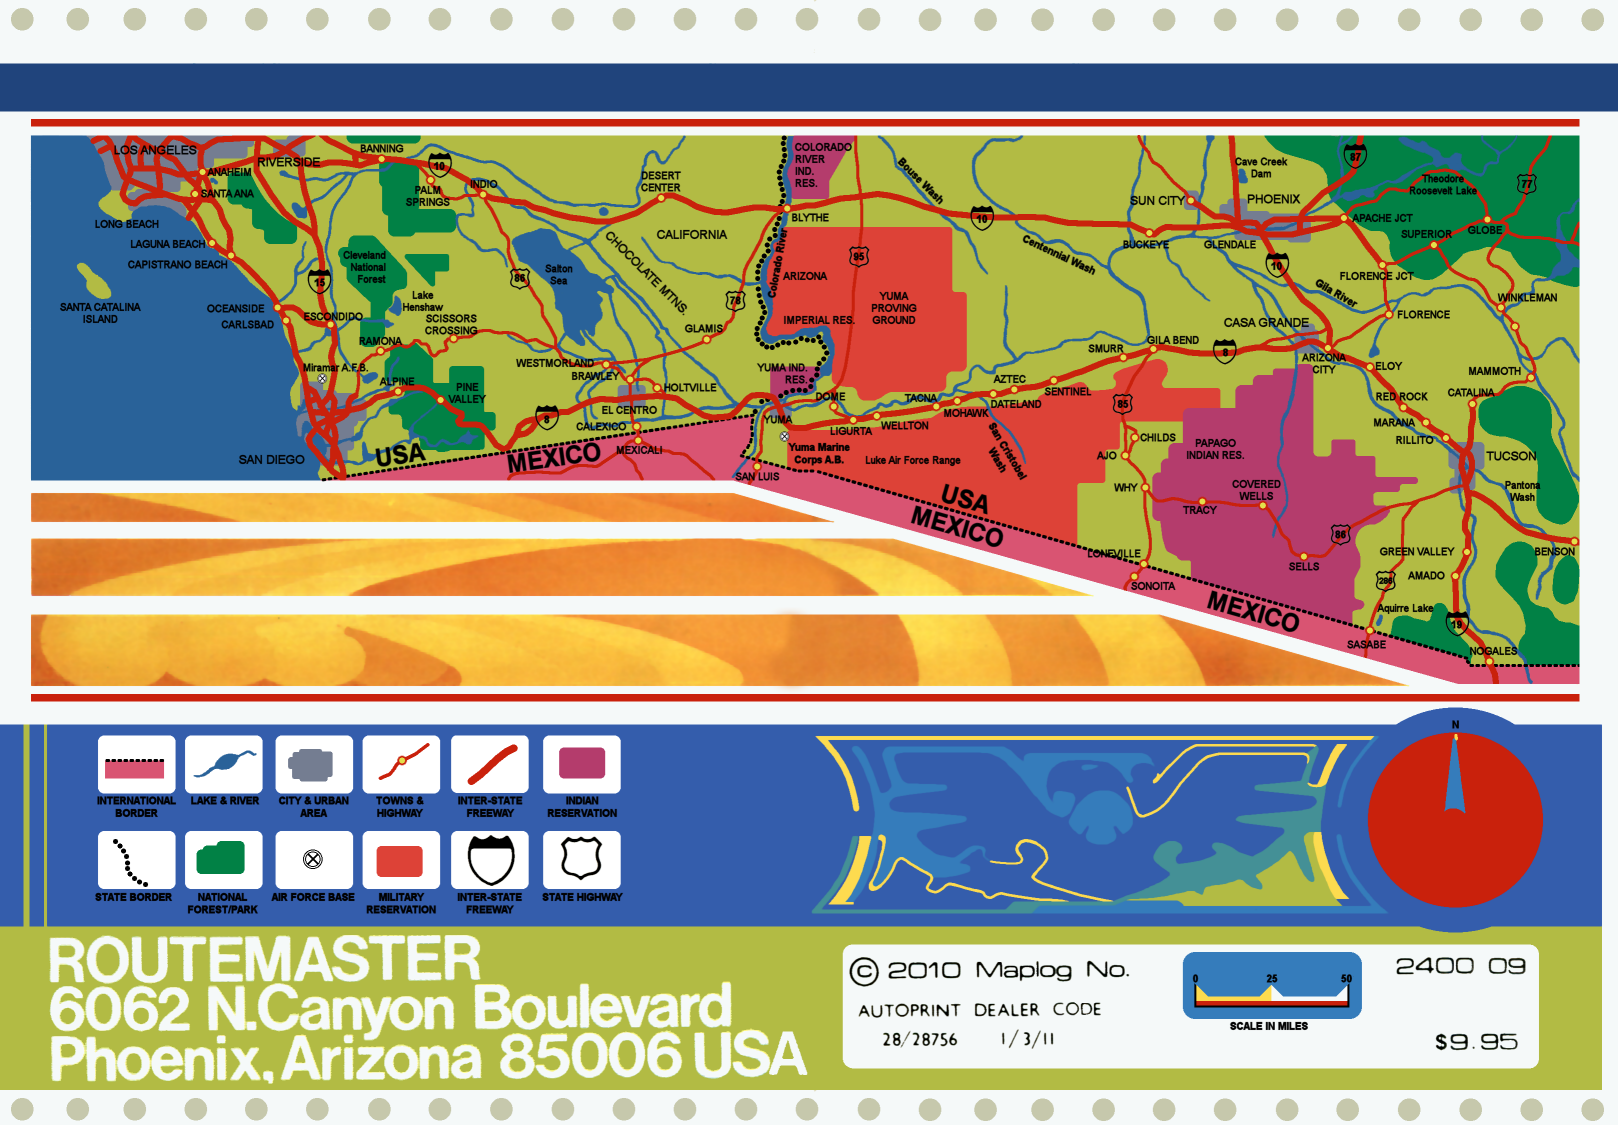 LOS ANGELES
RIVERSIDE
BANNING
10
ANAHEIM
SANTA ANA
PALM
SPRINGS
INDIO
DESERT
CENTER
COLORADO
RIVER
IND.
RES.
BLYTHE
Bouse Wash
10
Cave Creek
Dam
SUN CITY
PHOENIX
87
Theodore
Roosevelt Lake
77
LONG BEACH
LAGUNA BEACH
CAPISTRANO BEACH
Cleveland
National
Forest
15
86
Salton
Sea
CHOCOLATE MTNS.
CALIFORNIA
Colorado River
ARIZONA
95
Centennial Wash
BUCKEYE
GLENDALE
10
APACHE JCT
SUPERIOR
GLOBE
FLORENCE JCT
Gila River
WINKLEMAN
SANTA CATALINA
ISLAND
OCEANSIDE
CARLSBAD
ESCONDIDO
Lake
Henshaw
SCISSORS
CROSSING
RAMONA
78
GLAMIS
IMPERIAL RES.
YUMA
PROVING
GROUND
CASA GRANDE
FLORENCE
Miramar A.F.B.
ALPINE
PINE
VALLEY
WESTMORLAND
BRAWLEY
HOLTVILLE
YUMA IND.
RES.
SMURR
GILA BEND
8
ARIZONA
CITY
ELOY
MAMMOTH
8
EL CENTRO
CALEXICO
MEXICALI
YUMA
DOME
LIGURTA
WELLTON
TACNA
MOHAWK
AZTEC
DATELAND
SENTINEL
85
RED ROCK
CATALINA
MARANA
RILLITO
SAN DIEGO
USA
MEXICO
SAN LUIS
Yuma Marine
Corps A.B.
Luke Air Force Range
San Cristobel
Wash
CHILDS
AJO
PAPAGO
INDIAN RES.
TUCSON
Pantona
Wash
USA
MEXICO
WHY
TRACY
COVERED
WELLS
86
SELLS
LONEVILLE
SONOITA
GREEN VALLEY
BENSON
286
AMADO
MEXICO
Aquirre Lake
19
SASABE
NOGALES
INTERNATIONAL
BORDER
LAKE & RIVER
CITY & URBAN
AREA
TOWNS &
HIGHWAY
INTER-STATE
FREEWAY
INDIAN
RESERVATION
STATE BORDER
NATIONAL
FOREST/PARK
AIR FORCE BASE
MILITARY
RESERVATION
INTER-STATE
FREEWAY
STATE HIGHWAY
N
ROUTEMASTER
6062 N.Canyon Boulevard
Phoenix, Arizona 85006 USA
© 2010 Maplog No.
2400 09
AUTOPRINT DEALER CODE
28/28756 1/3/11
0 25 50
SCALE IN MILES
$9.95